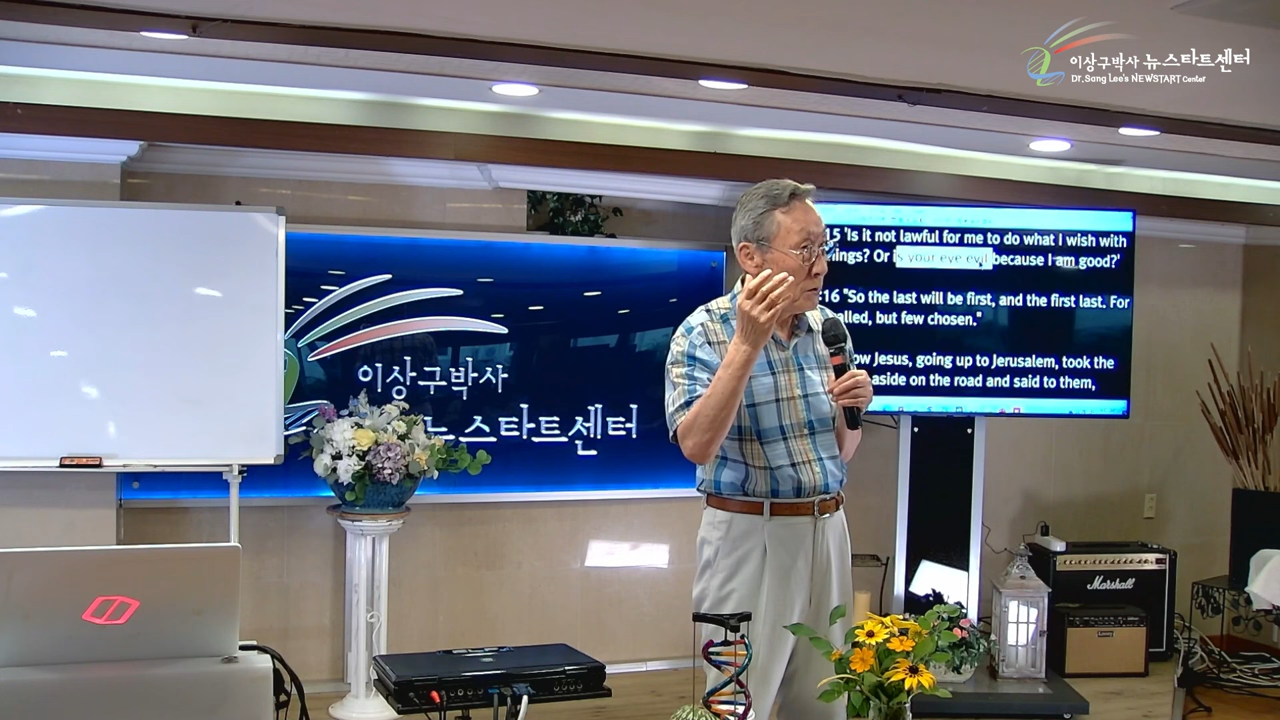 이상구박사 뉴스타트센터
Dr. Sang Lee's NEWSTART Center
이상구박사
뉴스타트센터
15 'Is it not lawful for me to do what I wish with
ings? Or is your eye evil because I am good?'
:16 "So the last will be first, and the first last. For
alled, but few chosen."
ow Jesus, going up to Jerusalem, took the
aside on the road and said to them,
Marshall
Laney